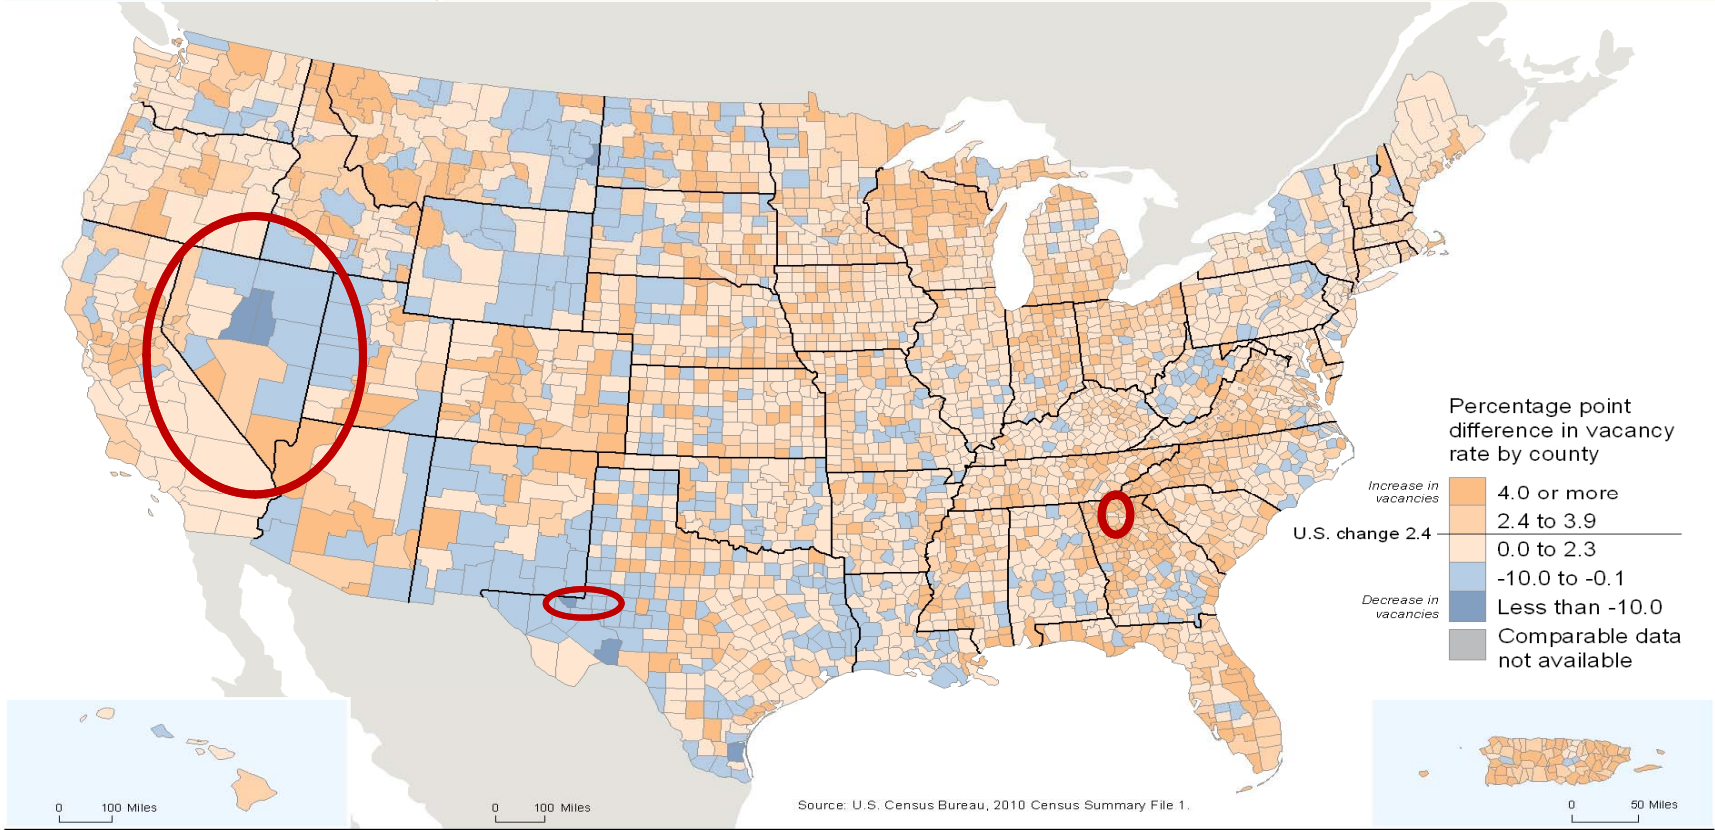 Percentage point
difference in vacancy
rate by county
Increase in
vacancies
4.0 or more
2.4 to 3.9
U.S. change 2.4
0.0 to 2.3
-10.0 to -0.1
Decrease in
vacancies
Less than -10.0
Comparable data
not available
0 100 Miles
0 100 Miles
Source: U.S. Census Bureau, 2010 Census Summary File 1.
0 50 Miles